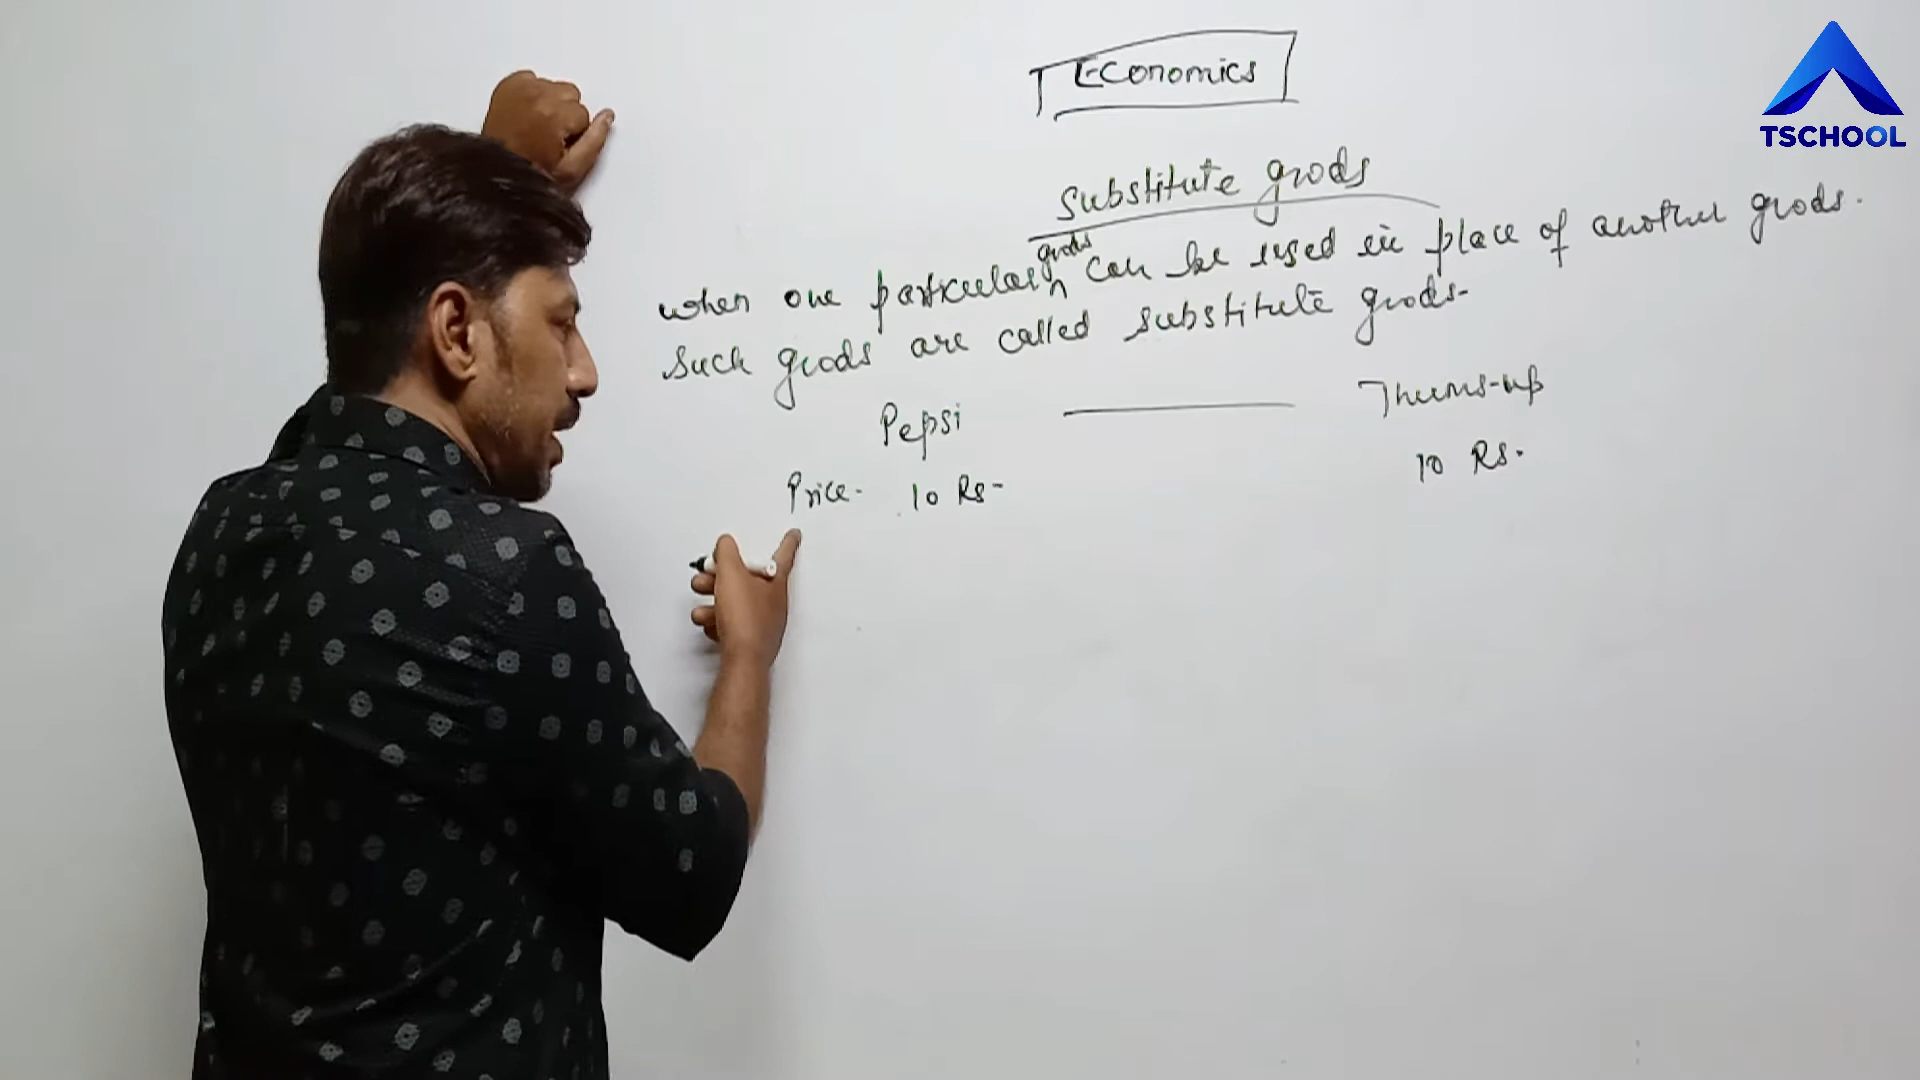 Economics
TSCHOOL
Substitute goods
goods
when one particular can be used in place of another goods.
Such goods are called substitute goods-
Pepsi ——— Thums-up
Price- 10 Rs- 10 Rs.